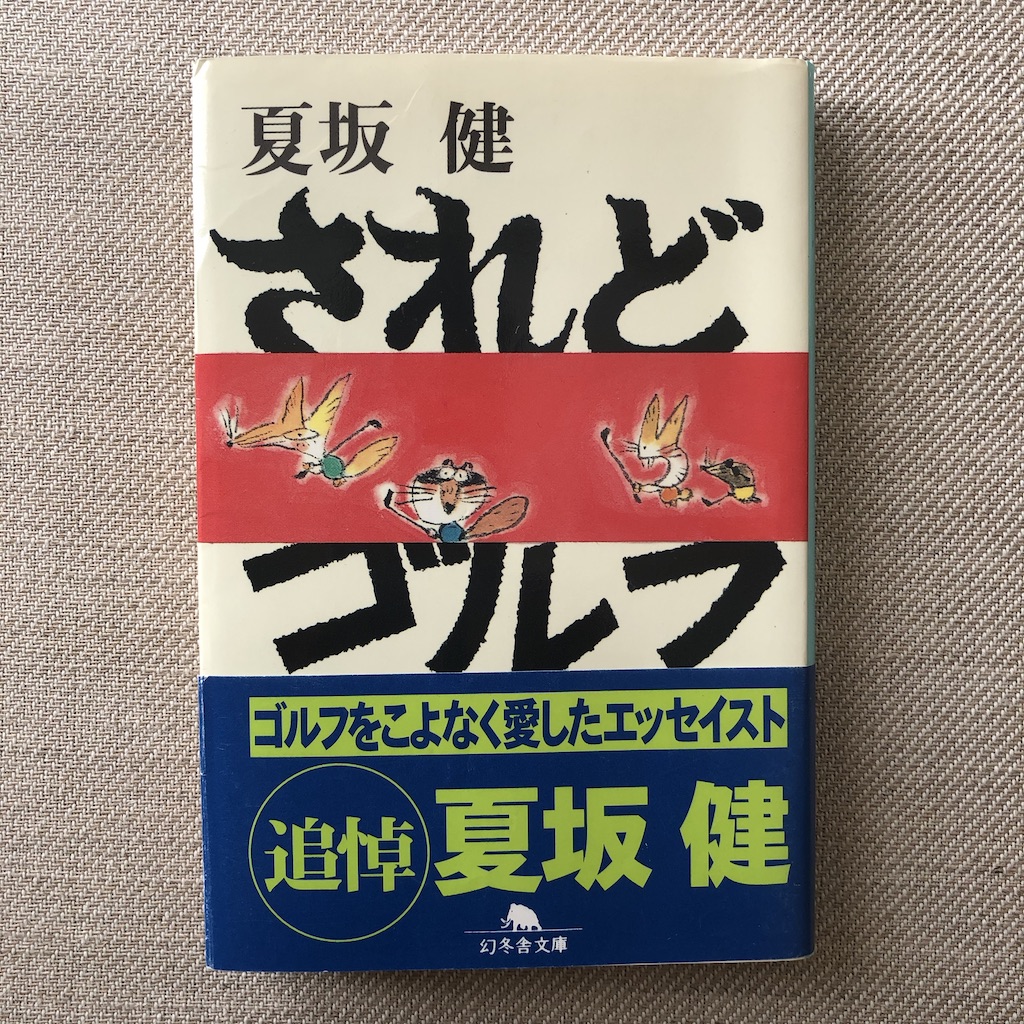 夏坂 健
されど
ゴルフ
ゴルフをこよなく愛したエッセイスト
追悼 夏坂 健
幻冬舎文庫